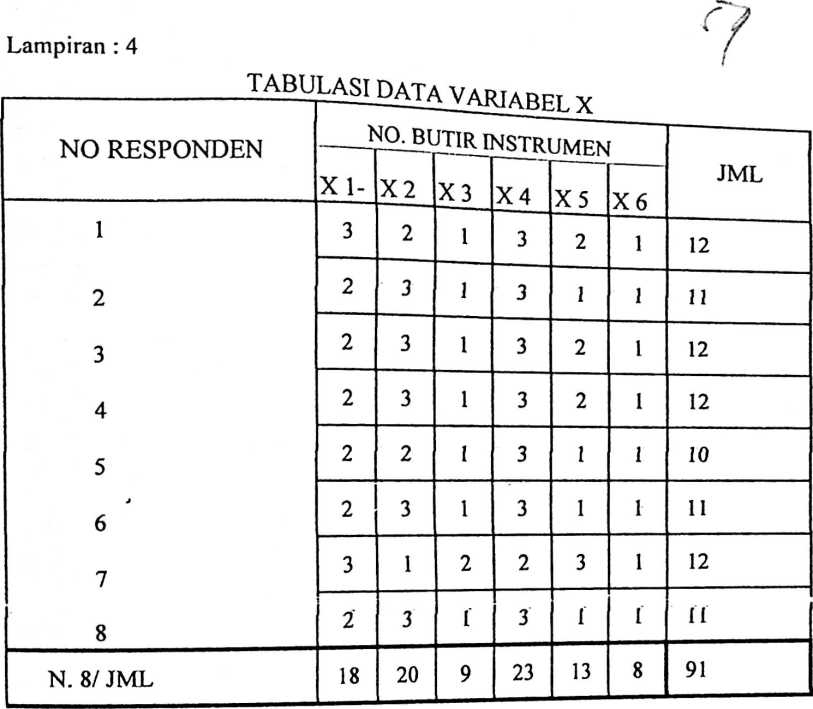 Lampiran : 4
TABULASI DATA VARIABEL X
NO RESPONDEN NO. BUTIR INSTRUMEN JML
X 1- X 2 X 3 X 4 X 5 X 6
1 3 2 1 3 2 1 12
2 2 3 1 3 1 1 11
3 2 3 1 3 2 1 12
4 2 3 1 3 2 1 12
5 2 2 1 3 1 1 10
6 2 3 1 3 1 1 11
7 3 1 2 2 3 1 12
8 2 3 1 3 1 1 11
N. 8/ JML 18 20 9 23 13 8 91